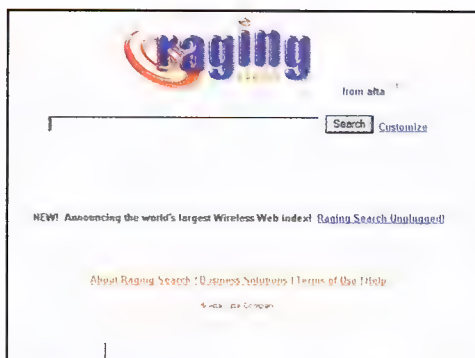 raging
from alta
Search Customize
NEW! Announcing the world's largest Wireless Web index! Raging Search Unplugged!
About Raging Search | Business Solutions | Terms of Use | Help